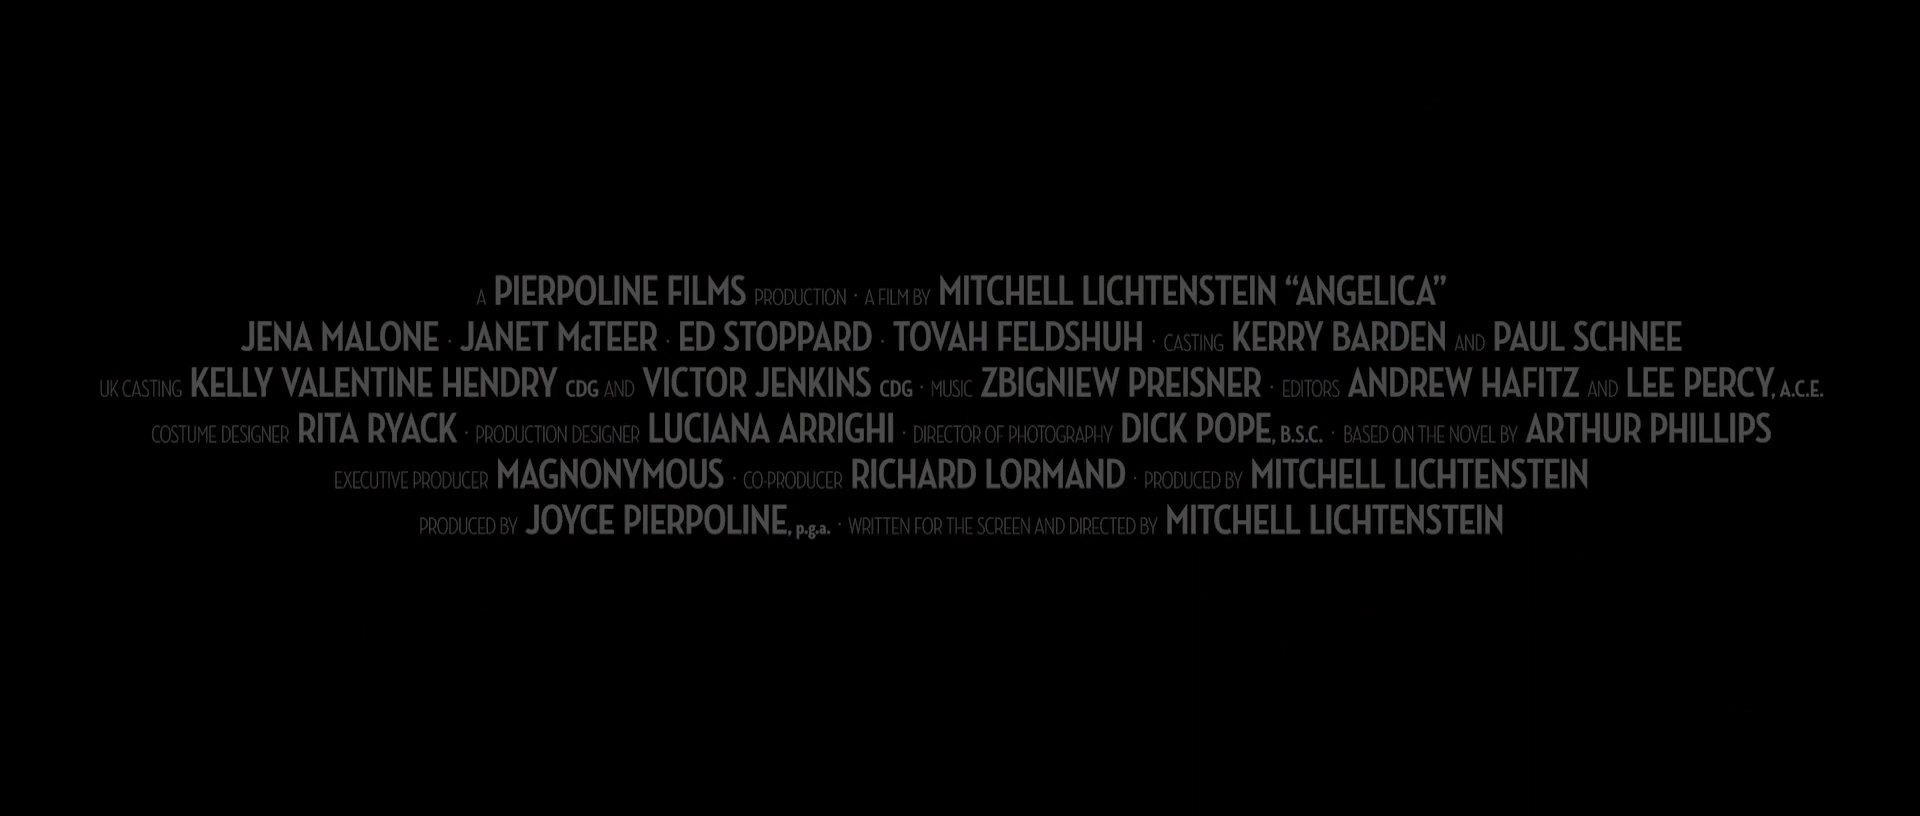 A PIERPOLINE FILMS PRODUCTION · A FILM BY MITCHELL LICHTENSTEIN “ANGELICA”
JENA MALONE · JANET McTEER · ED STOPPARD · TOVAH FELDSHUH · CASTING KERRY BARDEN AND PAUL SCHNEE
UK CASTING KELLY VALENTINE HENDRY CDG AND VICTOR JENKINS CDG · MUSIC ZBIGNIEW PREISNER · EDITORS ANDREW HAFITZ AND LEE PERCY, A.C.E.
COSTUME DESIGNER RITA RYACK · PRODUCTION DESIGNER LUCIANA ARRIGHI · DIRECTOR OF PHOTOGRAPHY DICK POPE, B.S.C. · BASED ON THE NOVEL BY ARTHUR PHILLIPS
EXECUTIVE PRODUCER MAGNONYMOUS · CO-PRODUCER RICHARD LORMAND · PRODUCED BY MITCHELL LICHTENSTEIN
PRODUCED BY JOYCE PIERPOLINE, p.g.a. · WRITTEN FOR THE SCREEN AND DIRECTED BY MITCHELL LICHTENSTEIN